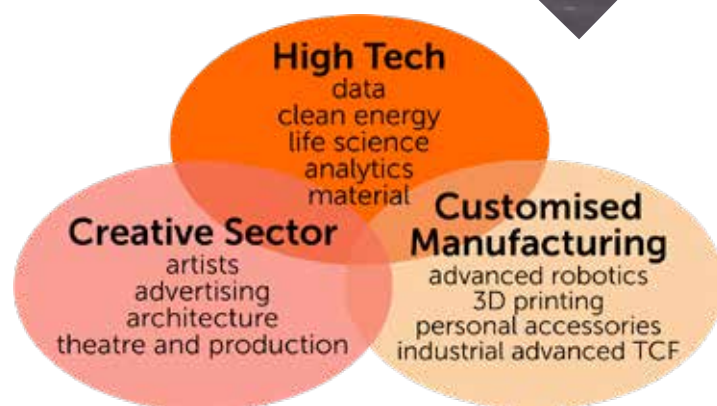 High Tech
data
clean energy
life science
analytics
material
Creative Sector
artists
advertising
architecture
theatre and production
Customised
Manufacturing
advanced robotics
3D printing
personal accessories
industrial advanced TCF